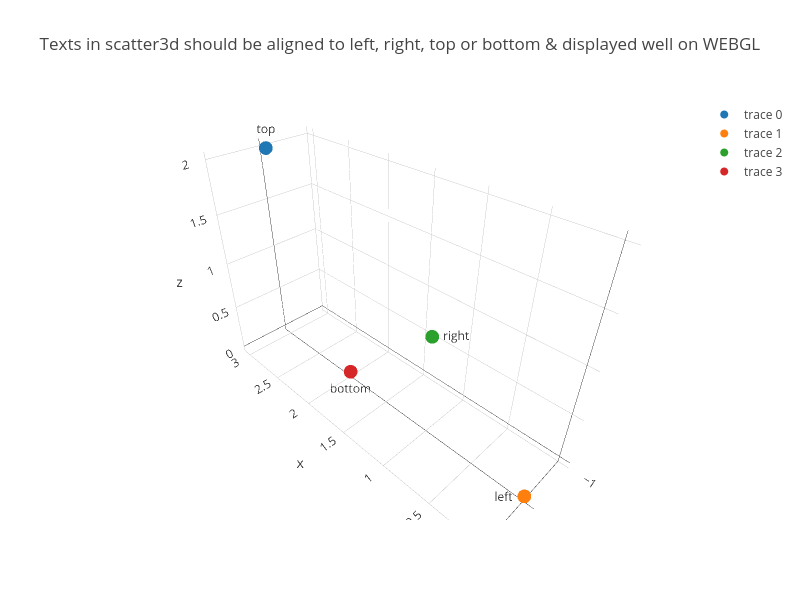 Texts in scatter3d should be aligned to left, right, top or bottom & displayed well on WEBGL
trace 0
trace 1
trace 2
trace 3
top
2
1.5
1
z
0.5
0
3
2.5
2
x
1.5
1
0.5
right
bottom
left
−1